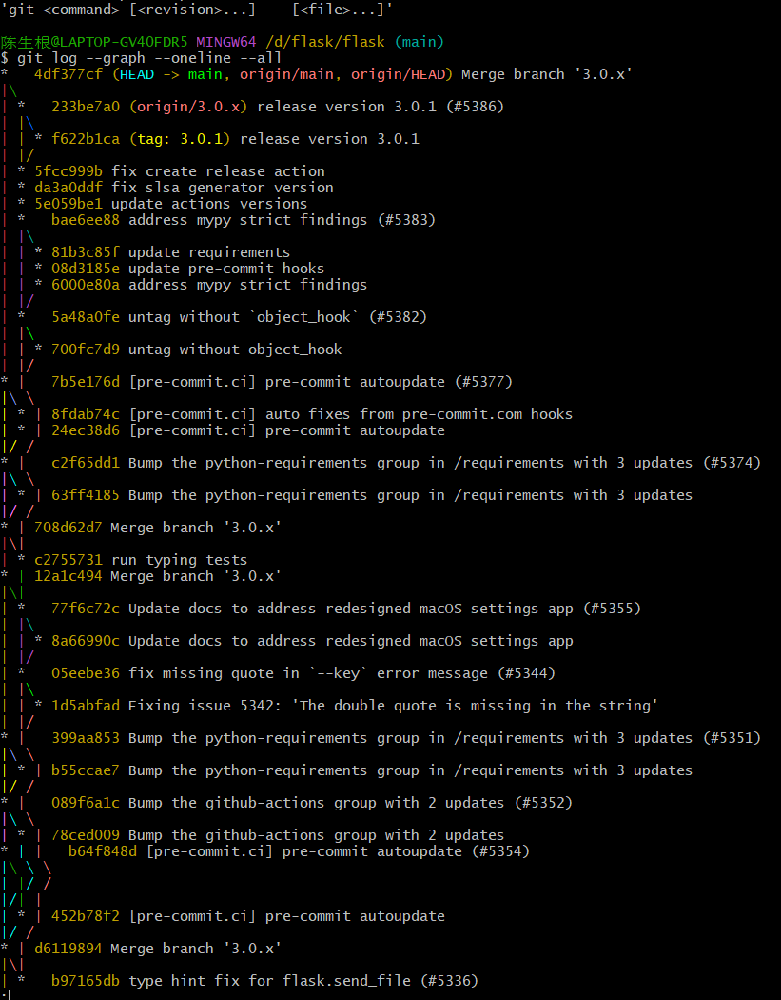 'git <command> [<revision>...] -- [<file>...]'
陈生根@LAPTOP-GV40FDR5 MINGW64 /d/flask/flask (main)
$ git log --graph --oneline --all
*   4df377cf (HEAD -> main, origin/main, origin/HEAD) Merge branch '3.0.x'
|\
| *   233be7a0 (origin/3.0.x) release version 3.0.1 (#5386)
| |\
| | * f622b1ca (tag: 3.0.1) release version 3.0.1
| |/
| * 5fcc999b fix create release action
| * da3a0ddf fix slsa generator version
| * 5e059be1 update actions versions
| *   bae6ee88 address mypy strict findings (#5383)
| |\
| | * 81b3c85f update requirements
| | * 08d3185e update pre-commit hooks
| | * 6000e80a address mypy strict findings
| |/
| *   5a48a0fe untag without `object_hook` (#5382)
| |\
| | * 700fc7d9 untag without object_hook
| |/
* |   7b5e176d [pre-commit.ci] pre-commit autoupdate (#5377)
|\ \
| * | 8fdab74c [pre-commit.ci] auto fixes from pre-commit.com hooks
| * | 24ec38d6 [pre-commit.ci] pre-commit autoupdate
|/ /
* |   c2f65dd1 Bump the python-requirements group in /requirements with 3 updates (#5374)
|\ \
| * | 63ff4185 Bump the python-requirements group in /requirements with 3 updates
|/ /
* | 708d62d7 Merge branch '3.0.x'
|\|
| * c2755731 run typing tests
* | 12a1c494 Merge branch '3.0.x'
|\|
| *   77f6c72c Update docs to address redesigned macOS settings app (#5355)
| |\
| | * 8a66990c Update docs to address redesigned macOS settings app
| |/
| *   05eebe36 fix missing quote in `--key` error message (#5344)
| |\
| | * 1d5abfad Fixing issue 5342: 'The double quote is missing in the string'
| |/
* |   399aa853 Bump the python-requirements group in /requirements with 3 updates (#5351)
|\ \
| * | b55ccae7 Bump the python-requirements group in /requirements with 3 updates
|/ /
* |   089f6a1c Bump the github-actions group with 2 updates (#5352)
|\ \
| * | 78ced009 Bump the github-actions group with 2 updates
* | |   b64f848d [pre-commit.ci] pre-commit autoupdate (#5354)
|\ \ \
| |/ /
|/| |
| * | 452b78f2 [pre-commit.ci] pre-commit autoupdate
|/ /
* | d6119894 Merge branch '3.0.x'
|\|
| *   b97165db type hint fix for flask.send_file (#5336)
: